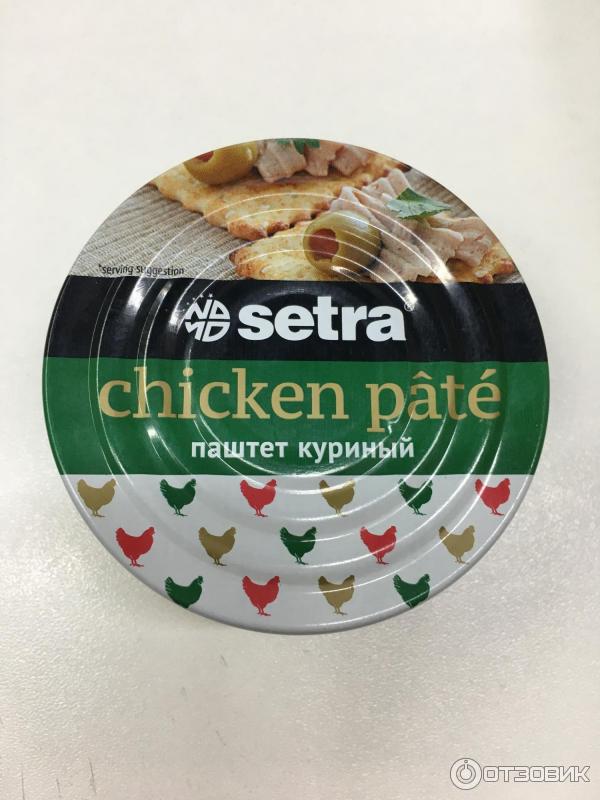 *serving suggestion
setra®
chicken pâté
паштет куриный
ОТЗОВИК